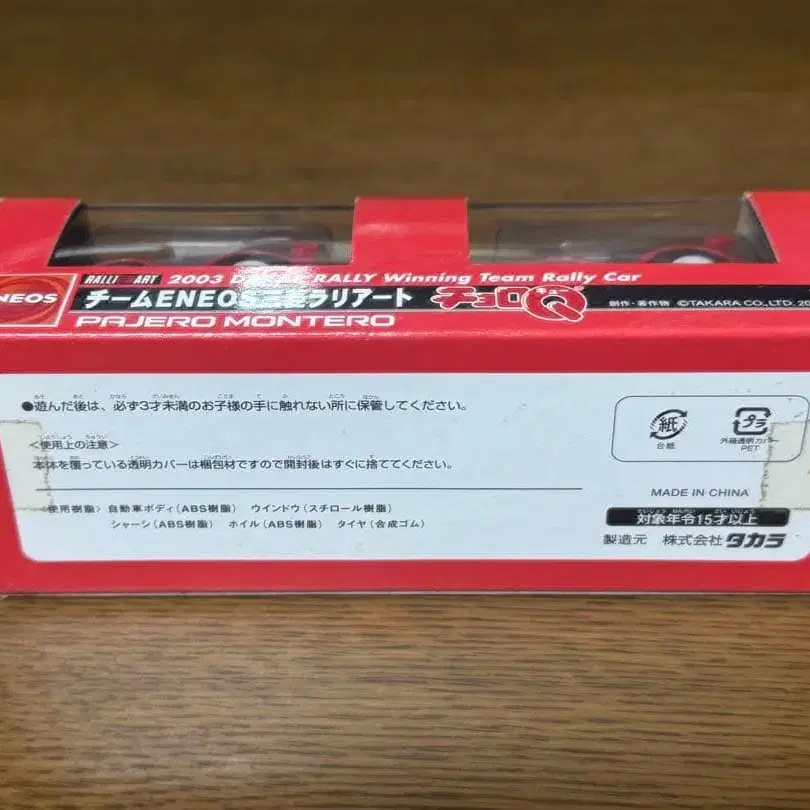 ENEOS
RALLI ART 2003 DAKAR RALLY Winning Team Rally Car
チームENEOS三菱ラリアート チョロQ キュー 創作・著作物 ©TAKARA CO.,LTD. 20
PAJERO MONTERO
●遊んだ後は、必ず3才未満のお子様の手に触れない所に保管してください。
<使用上の注意>
本体を覆っている透明カバーは梱包材ですので開封後はすぐに捨ててください。
紙 プラ
台紙 外箱透明カバー
PET
MADE IN CHINA
<使用樹脂> 自動車ボディ(ABS樹脂) ウインドウ(スチロール樹脂)
シャーシ(ABS樹脂) ホイル(ABS樹脂) タイヤ(合成ゴム)
対象年令15才以上
製造元 株式会社タカラ